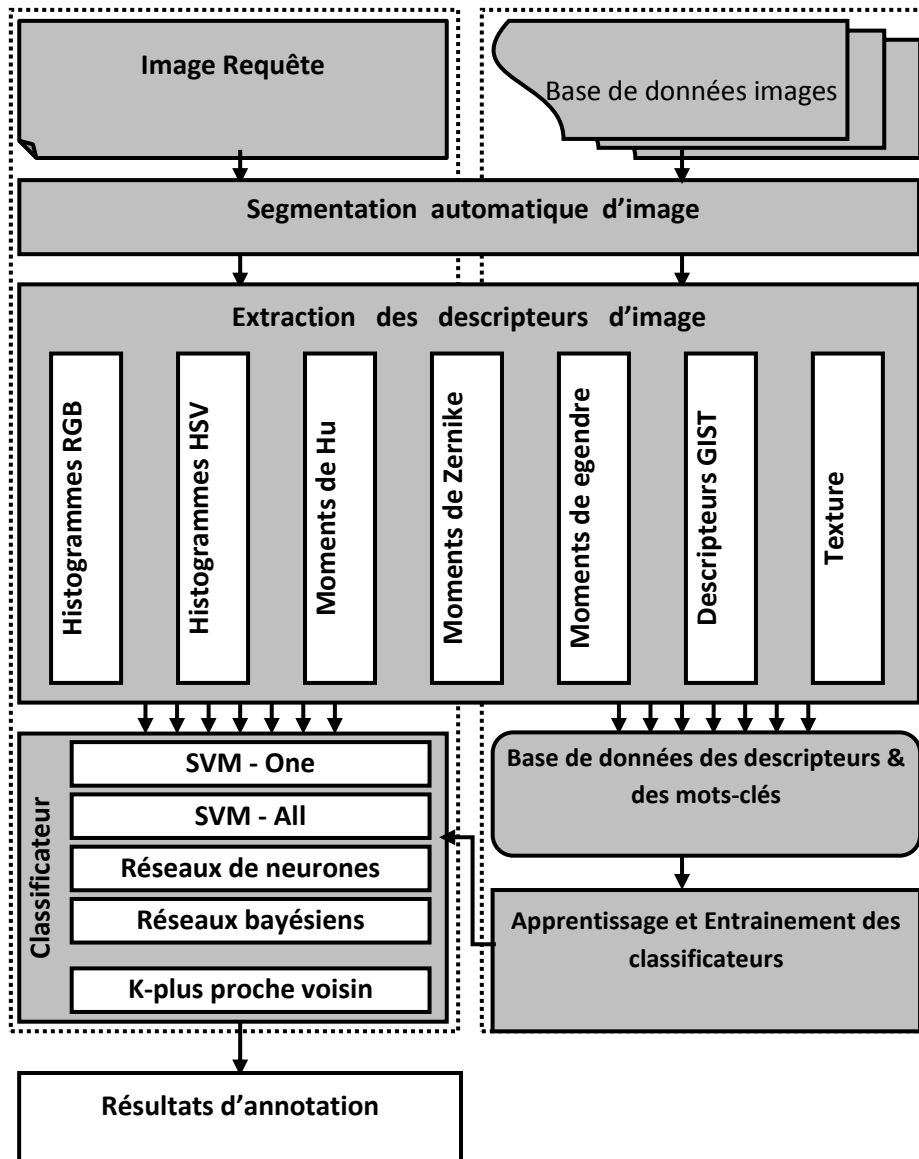 Image Requête
Base de données images
Segmentation automatique d'image
Extraction des descripteurs d'image
Histogrammes RGB
Histogrammes HSV
Moments de Hu
Moments de Zernike
Moments de egendre
Descripteurs GIST
Texture
Classificateur
SVM - One
SVM - All
Réseaux de neurones
Réseaux bayésiens
K-plus proche voisin
Base de données des descripteurs &
des mots-clés
Apprentissage et Entrainement des
classificateurs
Résultats d'annotation